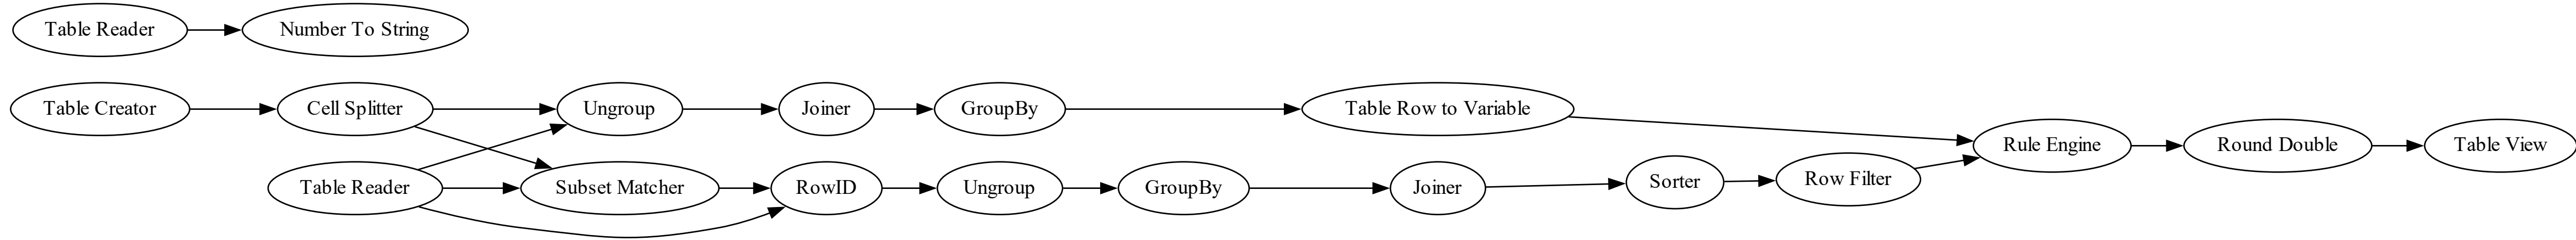 Table Reader
Number To String
Table Creator
Cell Splitter
Ungroup
Joiner
GroupBy
Table Row to Variable
Rule Engine
Round Double
Table View
Table Reader
Subset Matcher
RowID
Ungroup
GroupBy
Joiner
Sorter
Row Filter